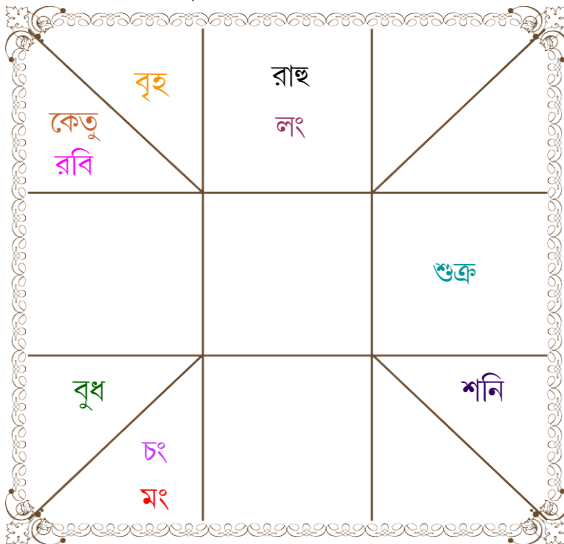 বৃহ
রাহু
কেতু
লং
রবি
শুক্র
বুধ
শনি
চং
মং